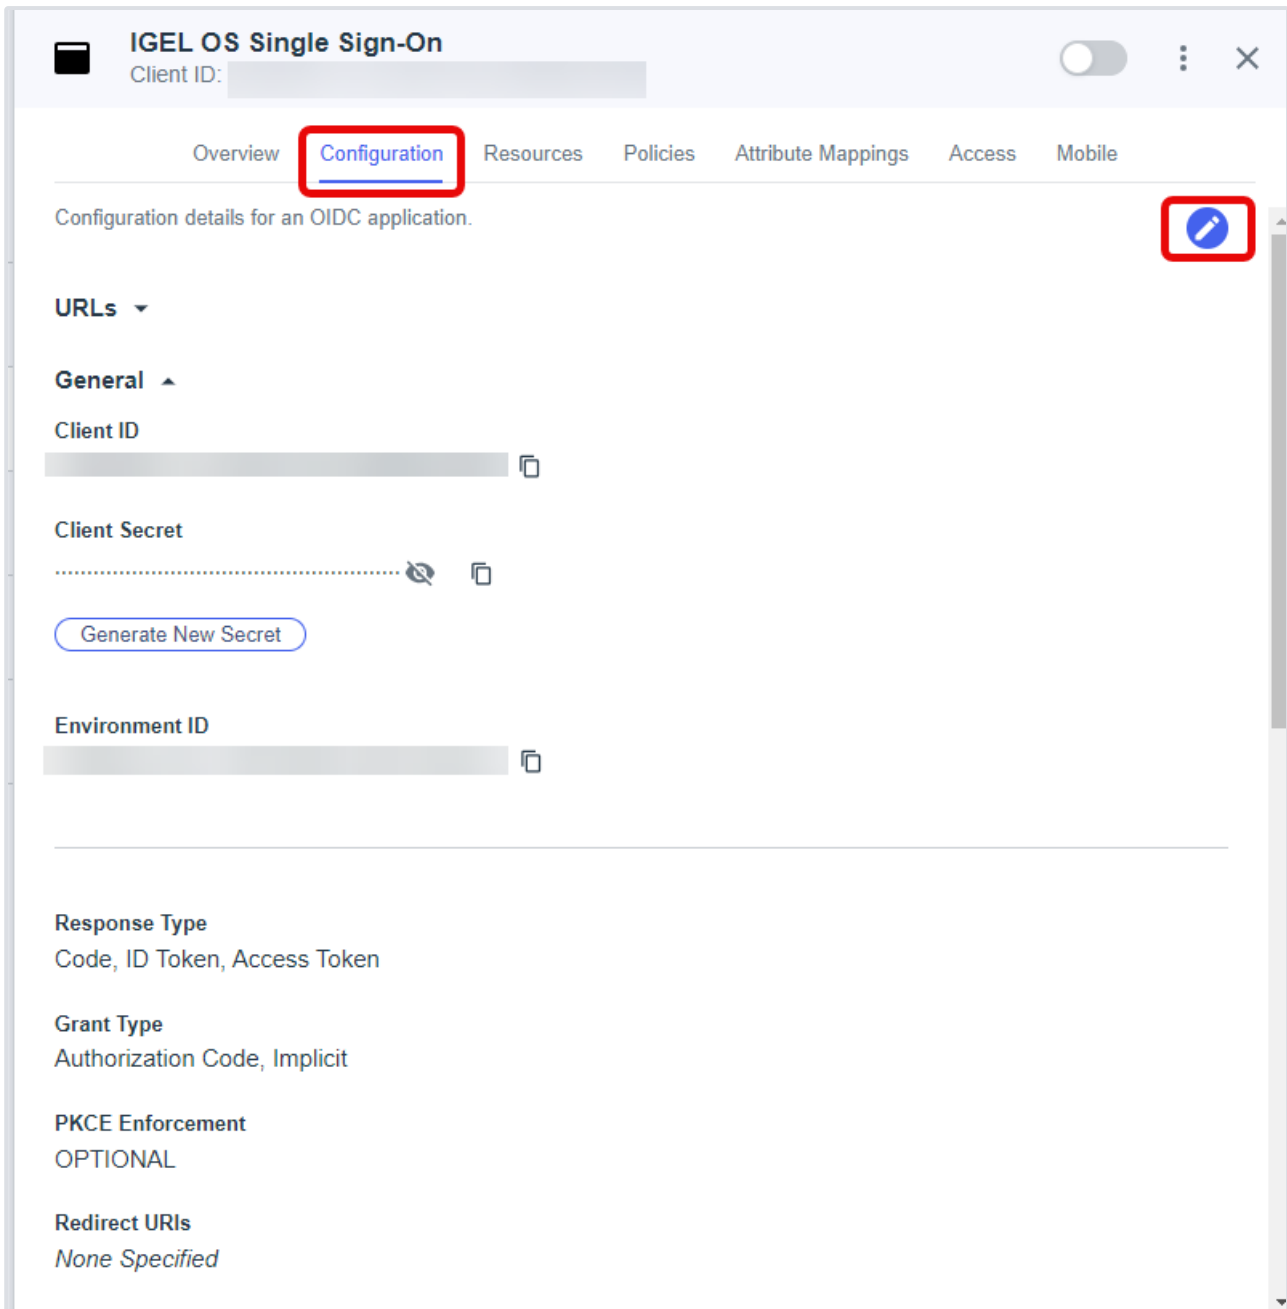 IGEL OS Single Sign-On
Client ID:
Overview Configuration Resources Policies Attribute Mappings Access Mobile
Configuration details for an OIDC application.
URLs
General
Client ID
Client Secret
Generate New Secret
Environment ID
Response Type
Code, ID Token, Access Token
Grant Type
Authorization Code, Implicit
PKCE Enforcement
OPTIONAL
Redirect URIs
None Specified